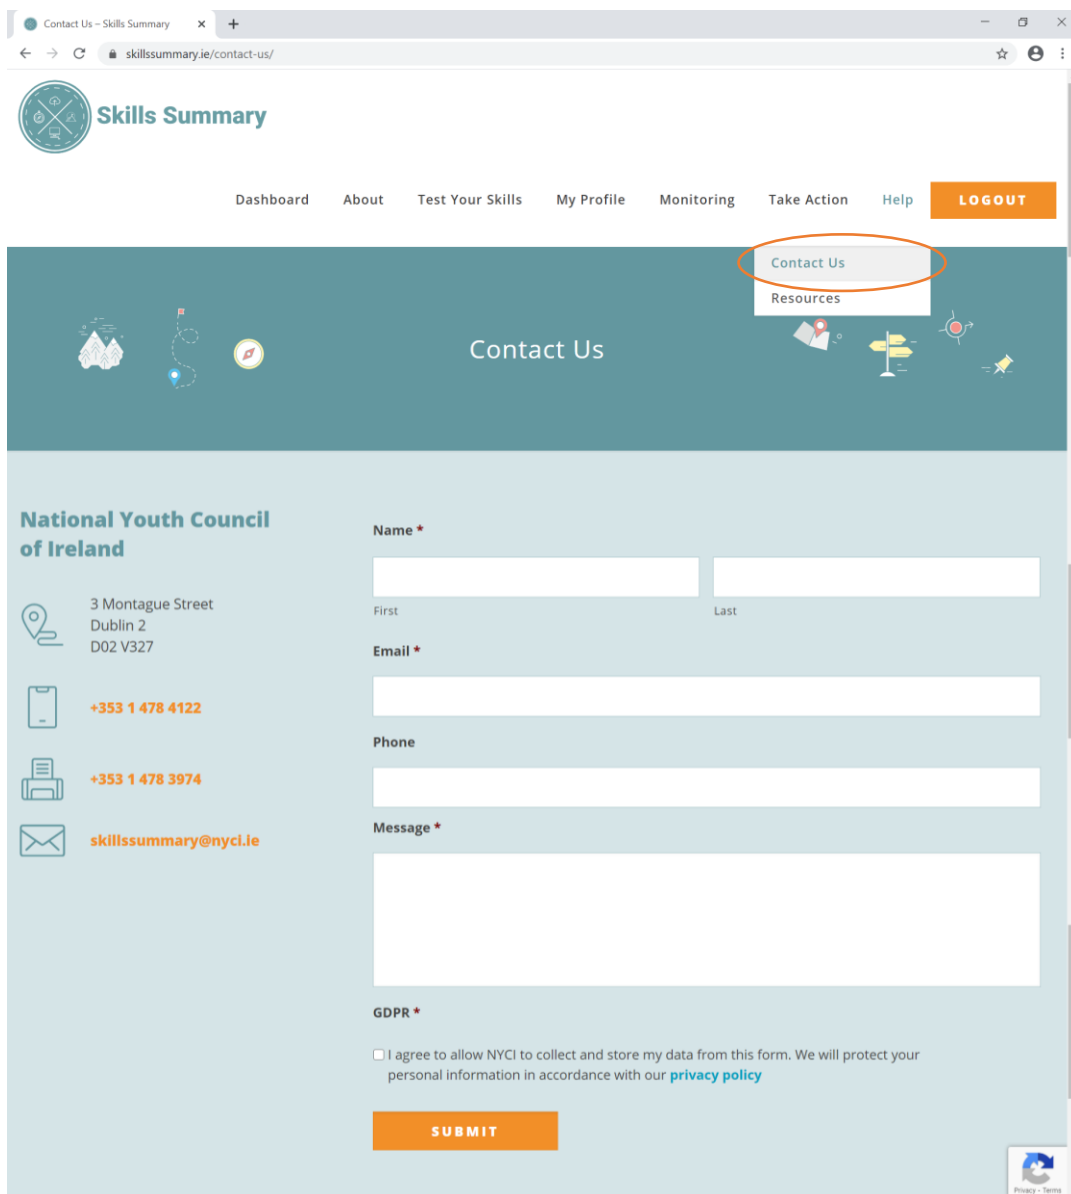 Contact Us – Skills Summary
skillssummary.ie/contact-us/
Skills Summary
Dashboard About Test Your Skills My Profile Monitoring Take Action Help LOGOUT
Contact Us
Resources
Contact Us
National Youth Council
of Ireland
3 Montague Street
Dublin 2
D02 V327
+353 1 478 4122
+353 1 478 3974
skillssummary@nyci.ie
Name *
First Last
Email *
Phone
Message *
GDPR *
I agree to allow NYCI to collect and store my data from this form. We will protect your
personal information in accordance with our privacy policy
SUBMIT
Privacy - Terms